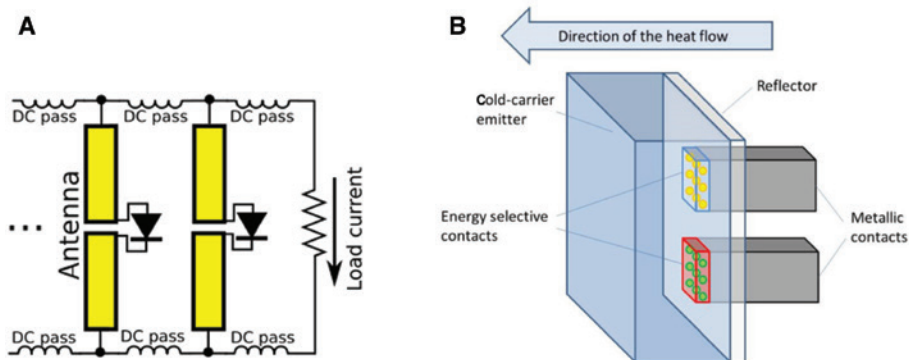 A
DC pass
DC pass
DC pass
Antenna
...
Load current
DC pass
DC pass
DC pass
B
Direction of the heat flow
Cold-carrier
emitter
Reflector
Energy selective
contacts
Metallic
contacts